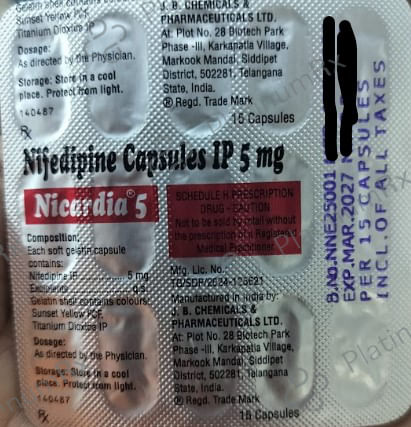 Sunset Yellow FCF,
Titanium Dioxide IP
Dosage:
As directed by the Physician.
Storage: Store in a cool
place. Protect from light.
140487
Rx
J. B. CHEMICALS &
PHARMACEUTICALS LTD.
At: Plot No. 28 Biotech Park
Phase -III, Karkapatla Village,
Markook Mandal, Siddipet
District, 502281, Telangana
State, India.
® Regd. Trade Mark
15 Capsules
Nifedipine Capsules IP 5 mg
Nicardia® 5
SCHEDULE H PRESCRIPTION
DRUG - CAUTION
Not to be sold by retail without
the prescription of a Registered
Medical Practitioner
Composition:
Each soft gelatin capsule
contains:
Nifedipine IP 5 mg
Excipients q.s.
Gelatin shell contains colours:
Sunset Yellow FCF,
Titanium Dioxide IP
Dosage:
As directed by the Physician.
Storage: Store in a cool
place. Protect from light.
140487
Rx
Mfg. Lic. No.:
Manufactured in India by:
J. B. CHEMICALS &
PHARMACEUTICALS LTD.
At: Plot No. 28 Biotech Park
Phase -III, Karkapatla Village,
Markook Mandal, Siddipet
District, 502281, Telangana
State, India.
® Regd. Trade Mark
15 Capsules
B.No.NNE25001
EXP.MAR.2027
PER 15 CAPSULES
INCL.OF ALL TAXES